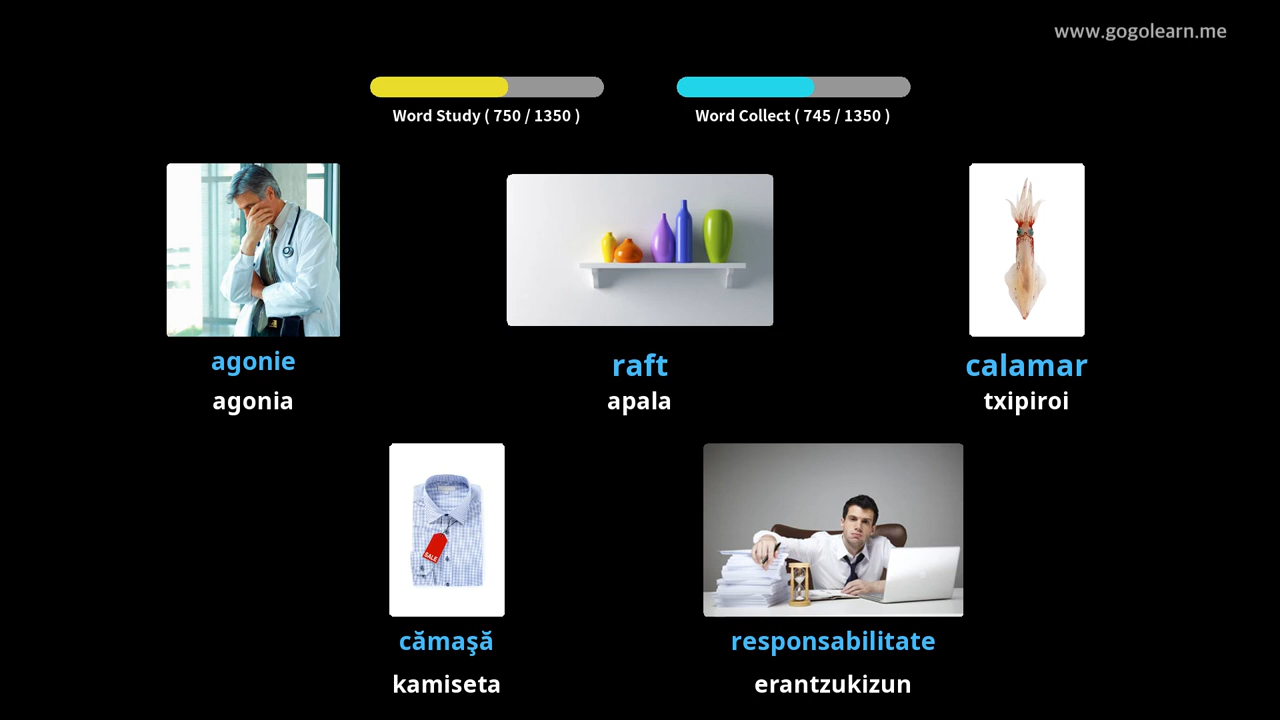 www.gogolearn.me
Word Study ( 750 / 1350 )
Word Collect ( 745 / 1350 )
agonie
agonia
raft
apala
calamar
txipiroi
SALE
cămaşă
kamiseta
responsabilitate
erantzukizun